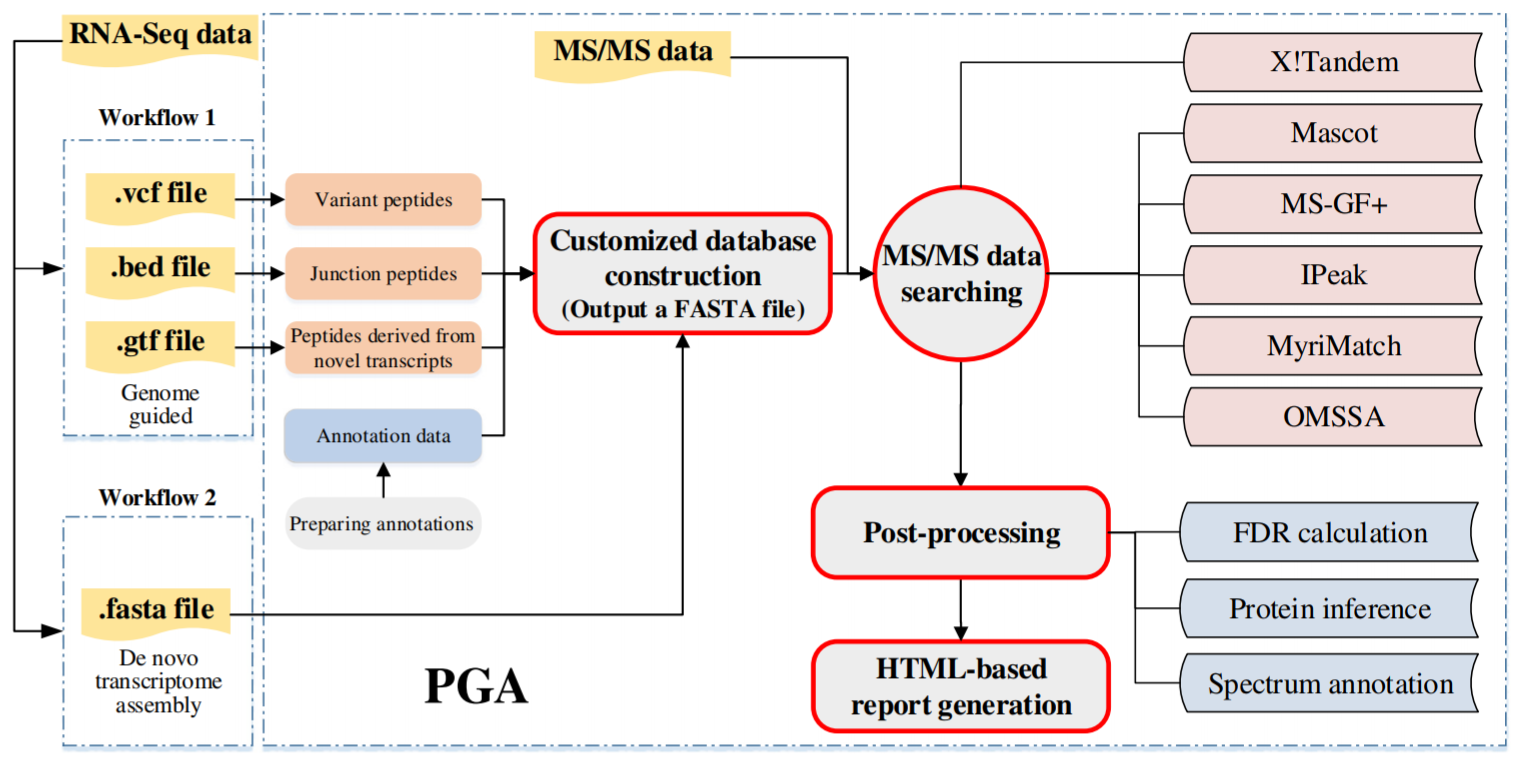 RNA-Seq data
Workflow 1
.vcf file
.bed file
.gtf file
Genome
guided
Workflow 2
.fasta file
De novo
transcriptome
assembly
Variant peptides
Junction peptides
Peptides derived from
novel transcripts
Annotation data
Preparing annotations
PGA
MS/MS data
Customized database
construction
(Output a FASTA file)
MS/MS data
searching
X!Tandem
Mascot
MS-GF+
IPeak
MyriMatch
OMSSA
Post-processing
FDR calculation
Protein inference
Spectrum annotation
HTML-based
report generation